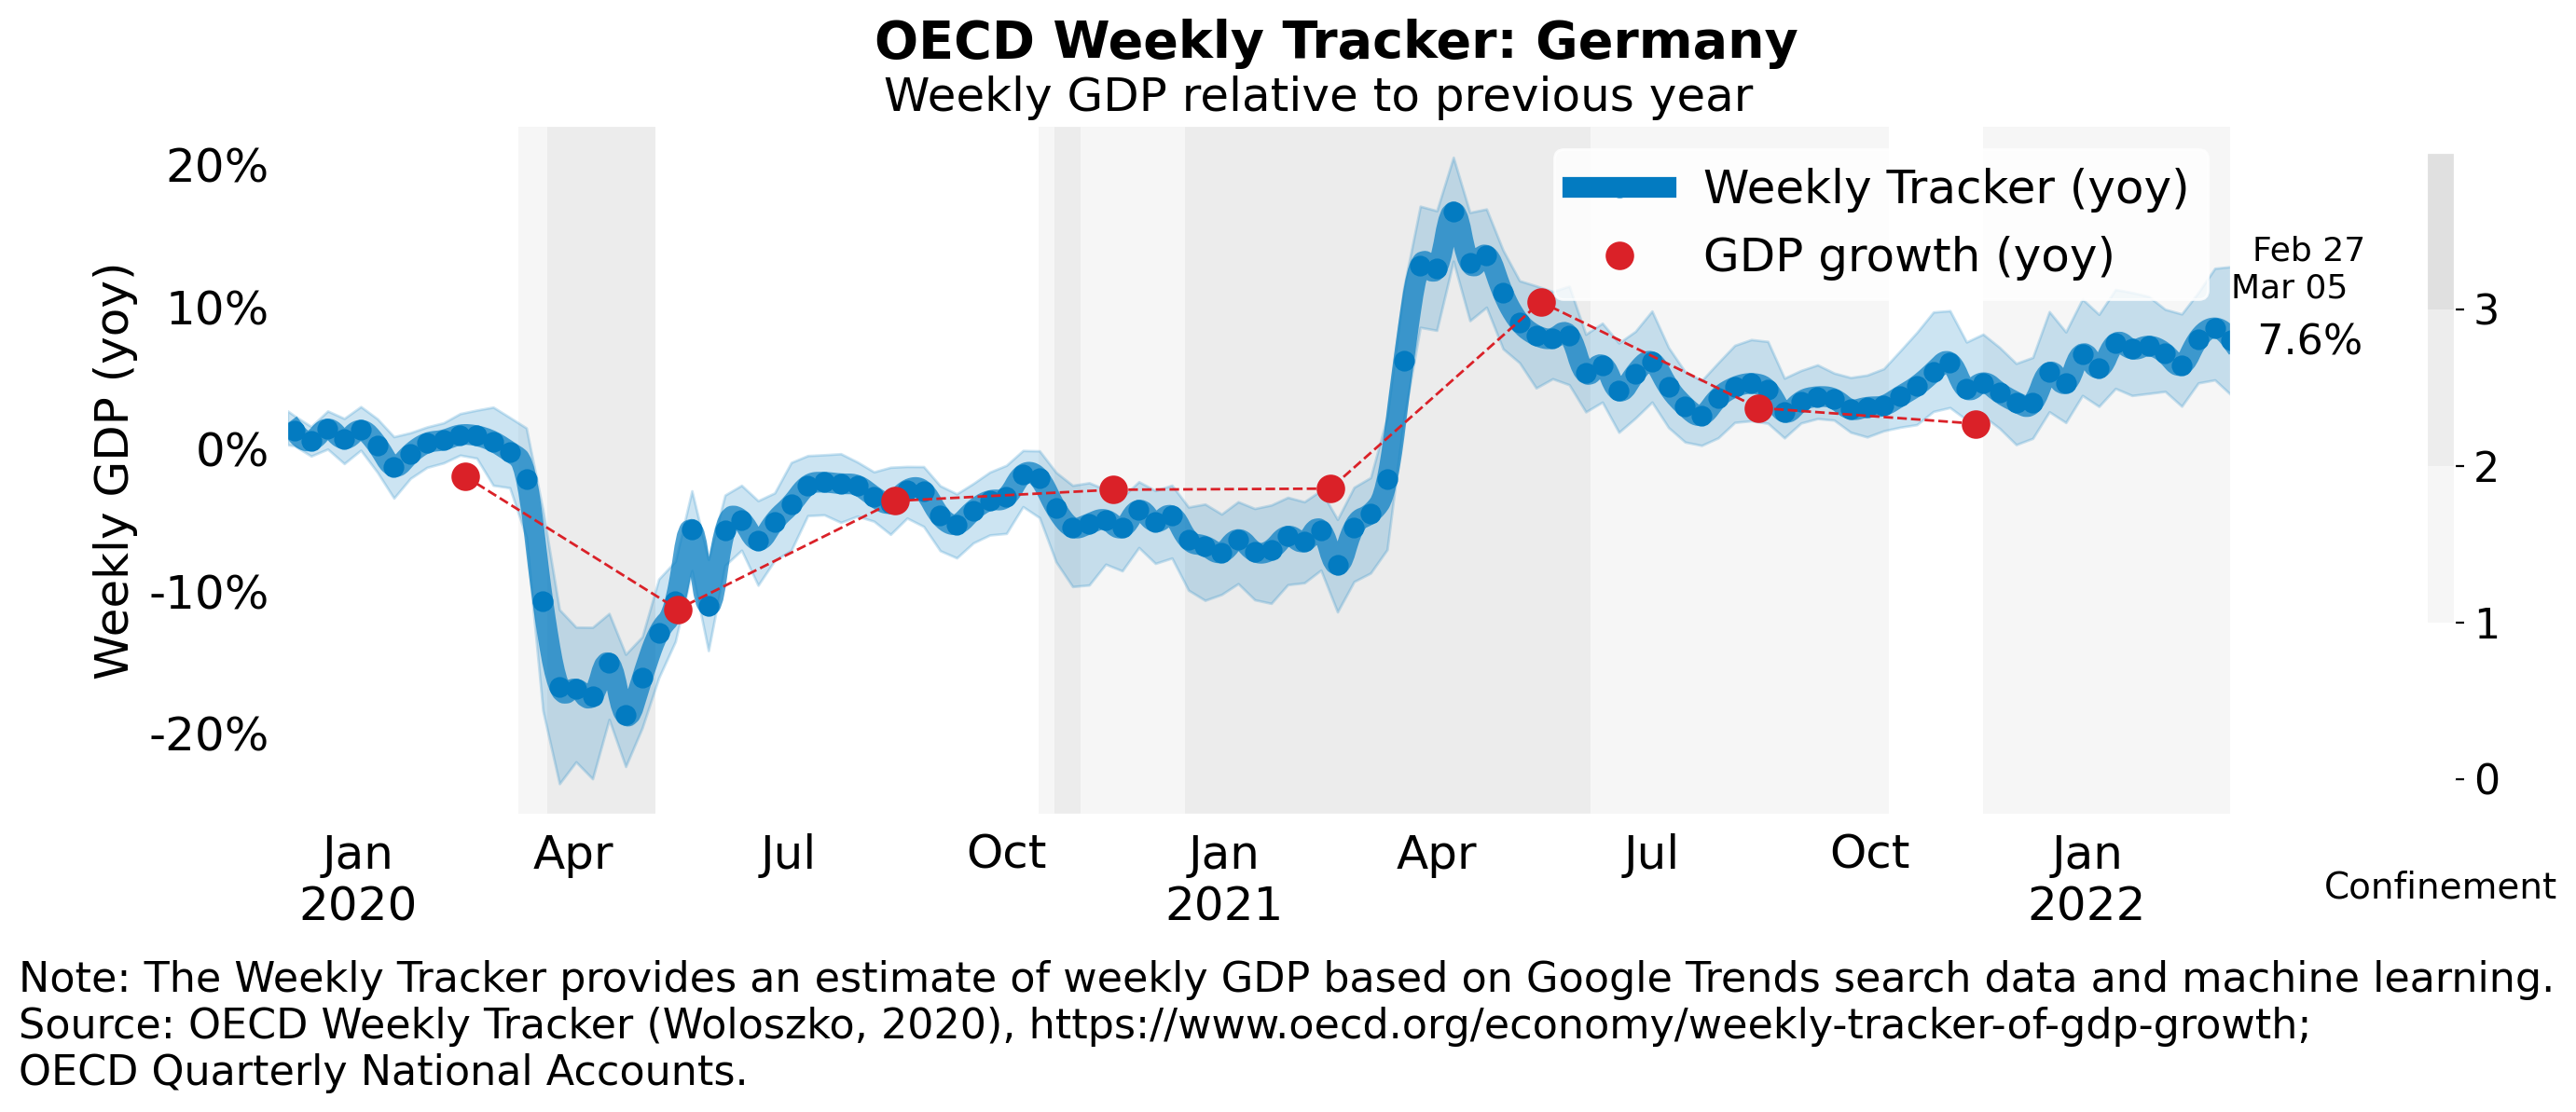 OECD Weekly Tracker: Germany
Weekly GDP relative to previous year
Weekly GDP (yoy)
20%
10%
0%
-10%
-20%
Weekly Tracker (yoy)
GDP growth (yoy)
Feb 27
Mar 05
7.6%
3
2
1
0
Jan
2020
Apr
Jul
Oct
Jan
2021
Apr
Jul
Oct
Jan
2022
Confinement
Note: The Weekly Tracker provides an estimate of weekly GDP based on Google Trends search data and machine learning.
Source: OECD Weekly Tracker (Woloszko, 2020), https://www.oecd.org/economy/weekly-tracker-of-gdp-growth;
OECD Quarterly National Accounts.